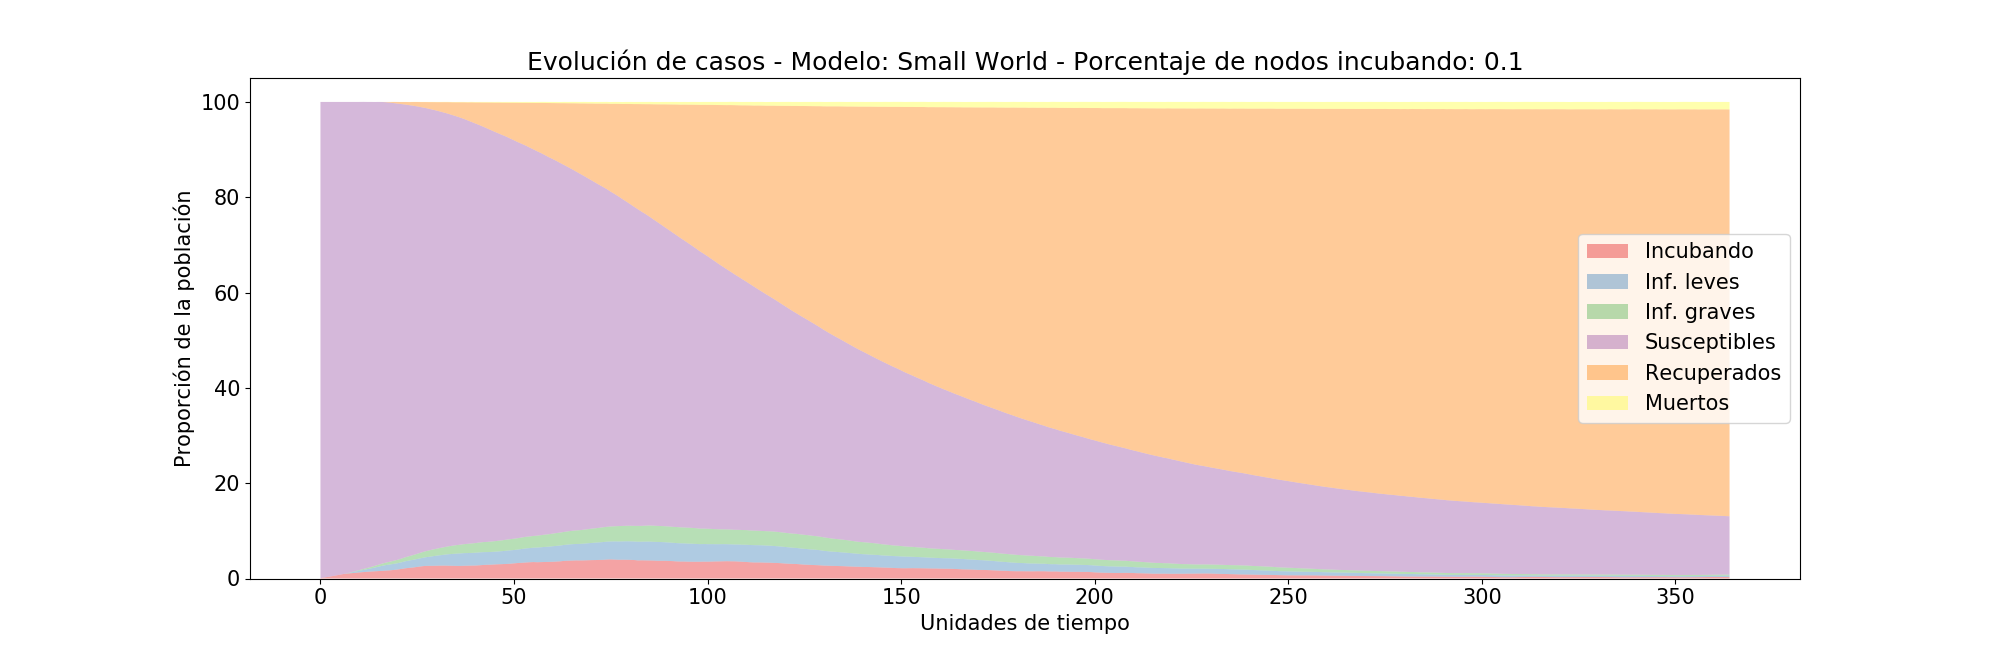 Evolución de casos - Modelo: Small World - Porcentaje de nodos incubando: 0.1
Proporción de la población
100
80
60
40
20
0
0 50 100 150 200 250 300 350
Unidades de tiempo
Incubando
Inf. leves
Inf. graves
Susceptibles
Recuperados
Muertos